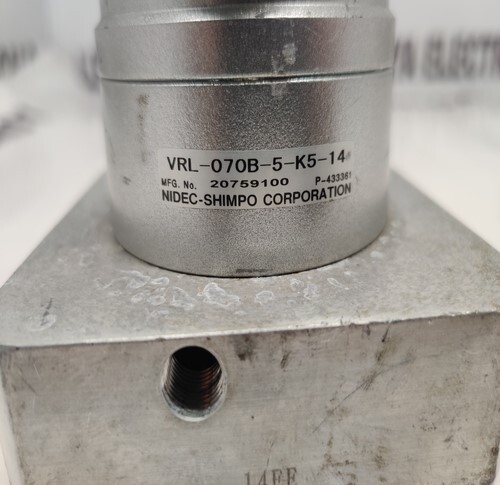 VRL-070B-5-K5-14
MFG. No. 20759100 P-433361
NIDEC-SHIMPO CORPORATION